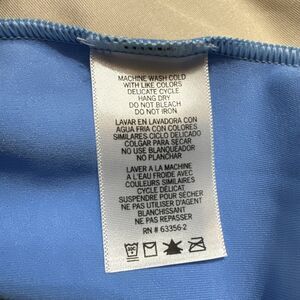 MACHINE WASH COLD
WITH LIKE COLORS
DELICATE CYCLE
HANG DRY
DO NOT BLEACH
DO NOT IRON
LAVAR EN LAVADORA CON
AGUA FRIA CON COLORES
SIMILARES CICLO DELICADO
COLGAR PARA SECAR
NO USE BLANQUEADOR
NO PLANCHAR
LAVER A LA MACHINE
A L'EAU FROIDE AVEC
COULEURS SIMILAIRES
CYCLE DELICAT
SUSPENDRE POUR SÉCHER
NE PAS UTILISER D'AGENT
BLANCHISSANT
NE PAS REPASSER
RN # 63356-2